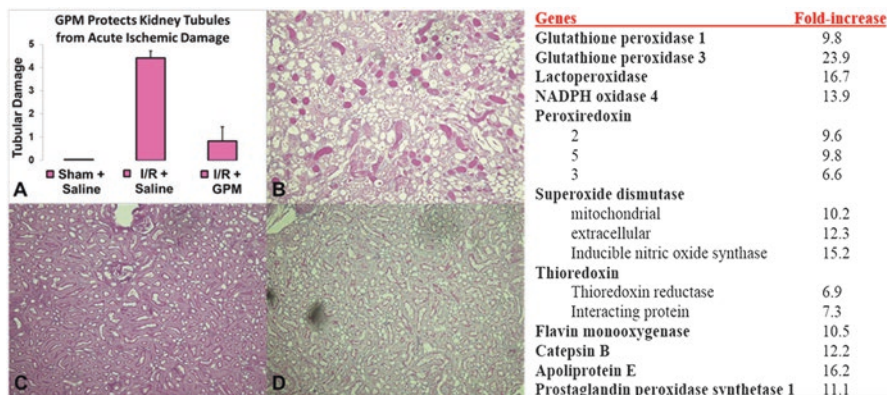 GPM Protects Kidney Tubules
from Acute Ischemic Damage
Tubular Damage
5
4
3
2
1
0
Sham + Saline
I/R + Saline
I/R + GPM
A
B
C
D
Genes Fold-increase
Glutathione peroxidase 1 9.8
Glutathione peroxidase 3 23.9
Lactoperoxidase 16.7
NADPH oxidase 4 13.9
Peroxiredoxin
2 9.6
5 9.8
3 6.6
Superoxide dismutase
mitochondrial 10.2
extracellular 12.3
Inducible nitric oxide synthase 15.2
Thioredoxin
Thioredoxin reductase 6.9
Interacting protein 7.3
Flavin monooxygenase 10.5
Catepsin B 12.2
Apoliprotein E 16.2
Prostaglandin peroxidase synthetase 1 11.1